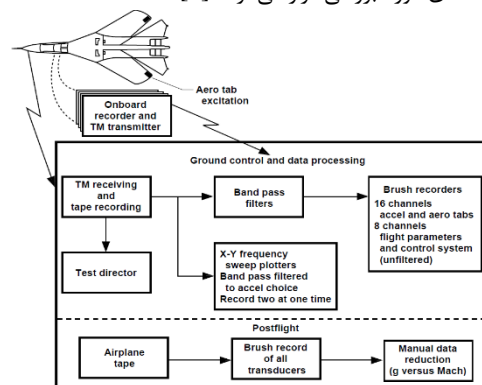 Aero tab
excitation
Onboard
recorder and
TM transmitter
Ground control and data processing
TM receiving
and
tape recording
Band pass
filters
Brush recorders
16 channels
accel and aero tabs
8 channels
flight parameters
and control system
(unfiltered)
Test director
X-Y frequency
sweep plotters
Band pass filtered
to accel choice
Record two at one time
Postflight
Airplane
tape
Brush record
of all
transducers
Manual data
reduction
(g versus Mach)